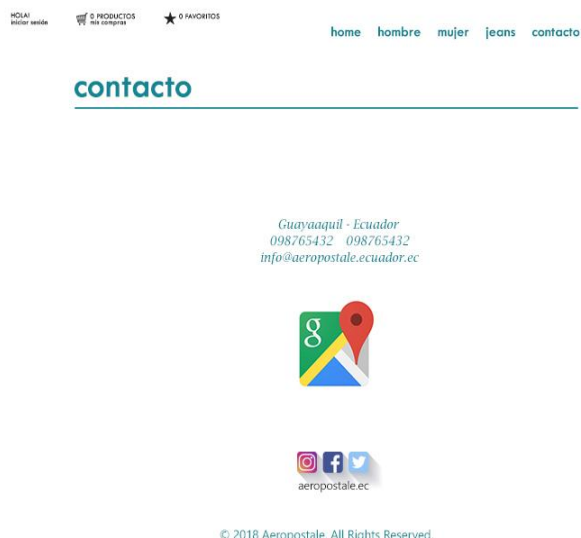 HOLA!
iniciar sesión
0 PRODUCTOS
mis compras
0 FAVORITOS
home hombre mujer jeans contacto
contacto
Guayaaquil - Ecuador
098765432 098765432
info@aeropostale.ecuador.ec
g
aeropostale.ec
© 2018 Aeropostale. All Rights Reserved.